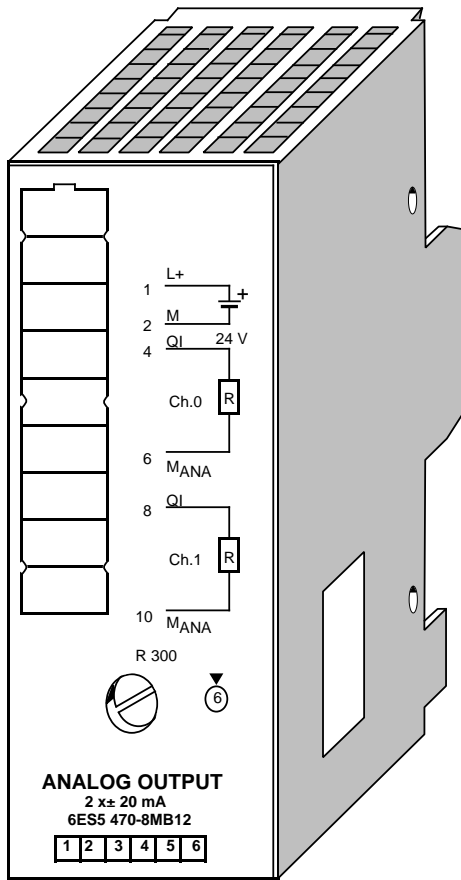 L+
1
+
M
2
24 V
QI
4
Ch.0
R
6
MANA
QI
8
Ch.1
R
10
MANA
R 300
6
ANALOG OUTPUT
2 x± 20 mA
6ES5 470-8MB12
1 2 3 4 5 6